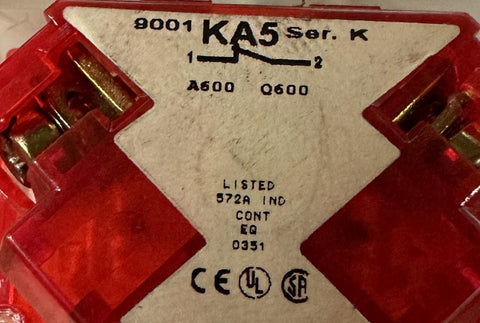 9001 KA5 Ser. K
1 2
A600 Q600
LISTED
572A IND
CONT
EQ
0351
CE UL SA